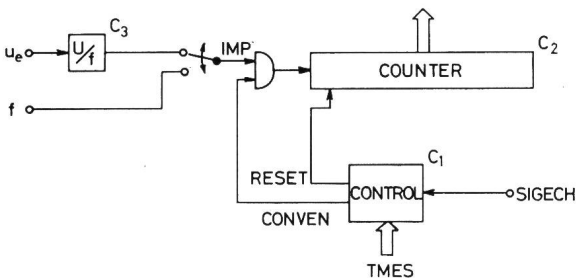 C3
C2
ue
U/f
IMP
COUNTER
f
C1
RESET
CONTROL
SIGECH
CONVEN
TMES